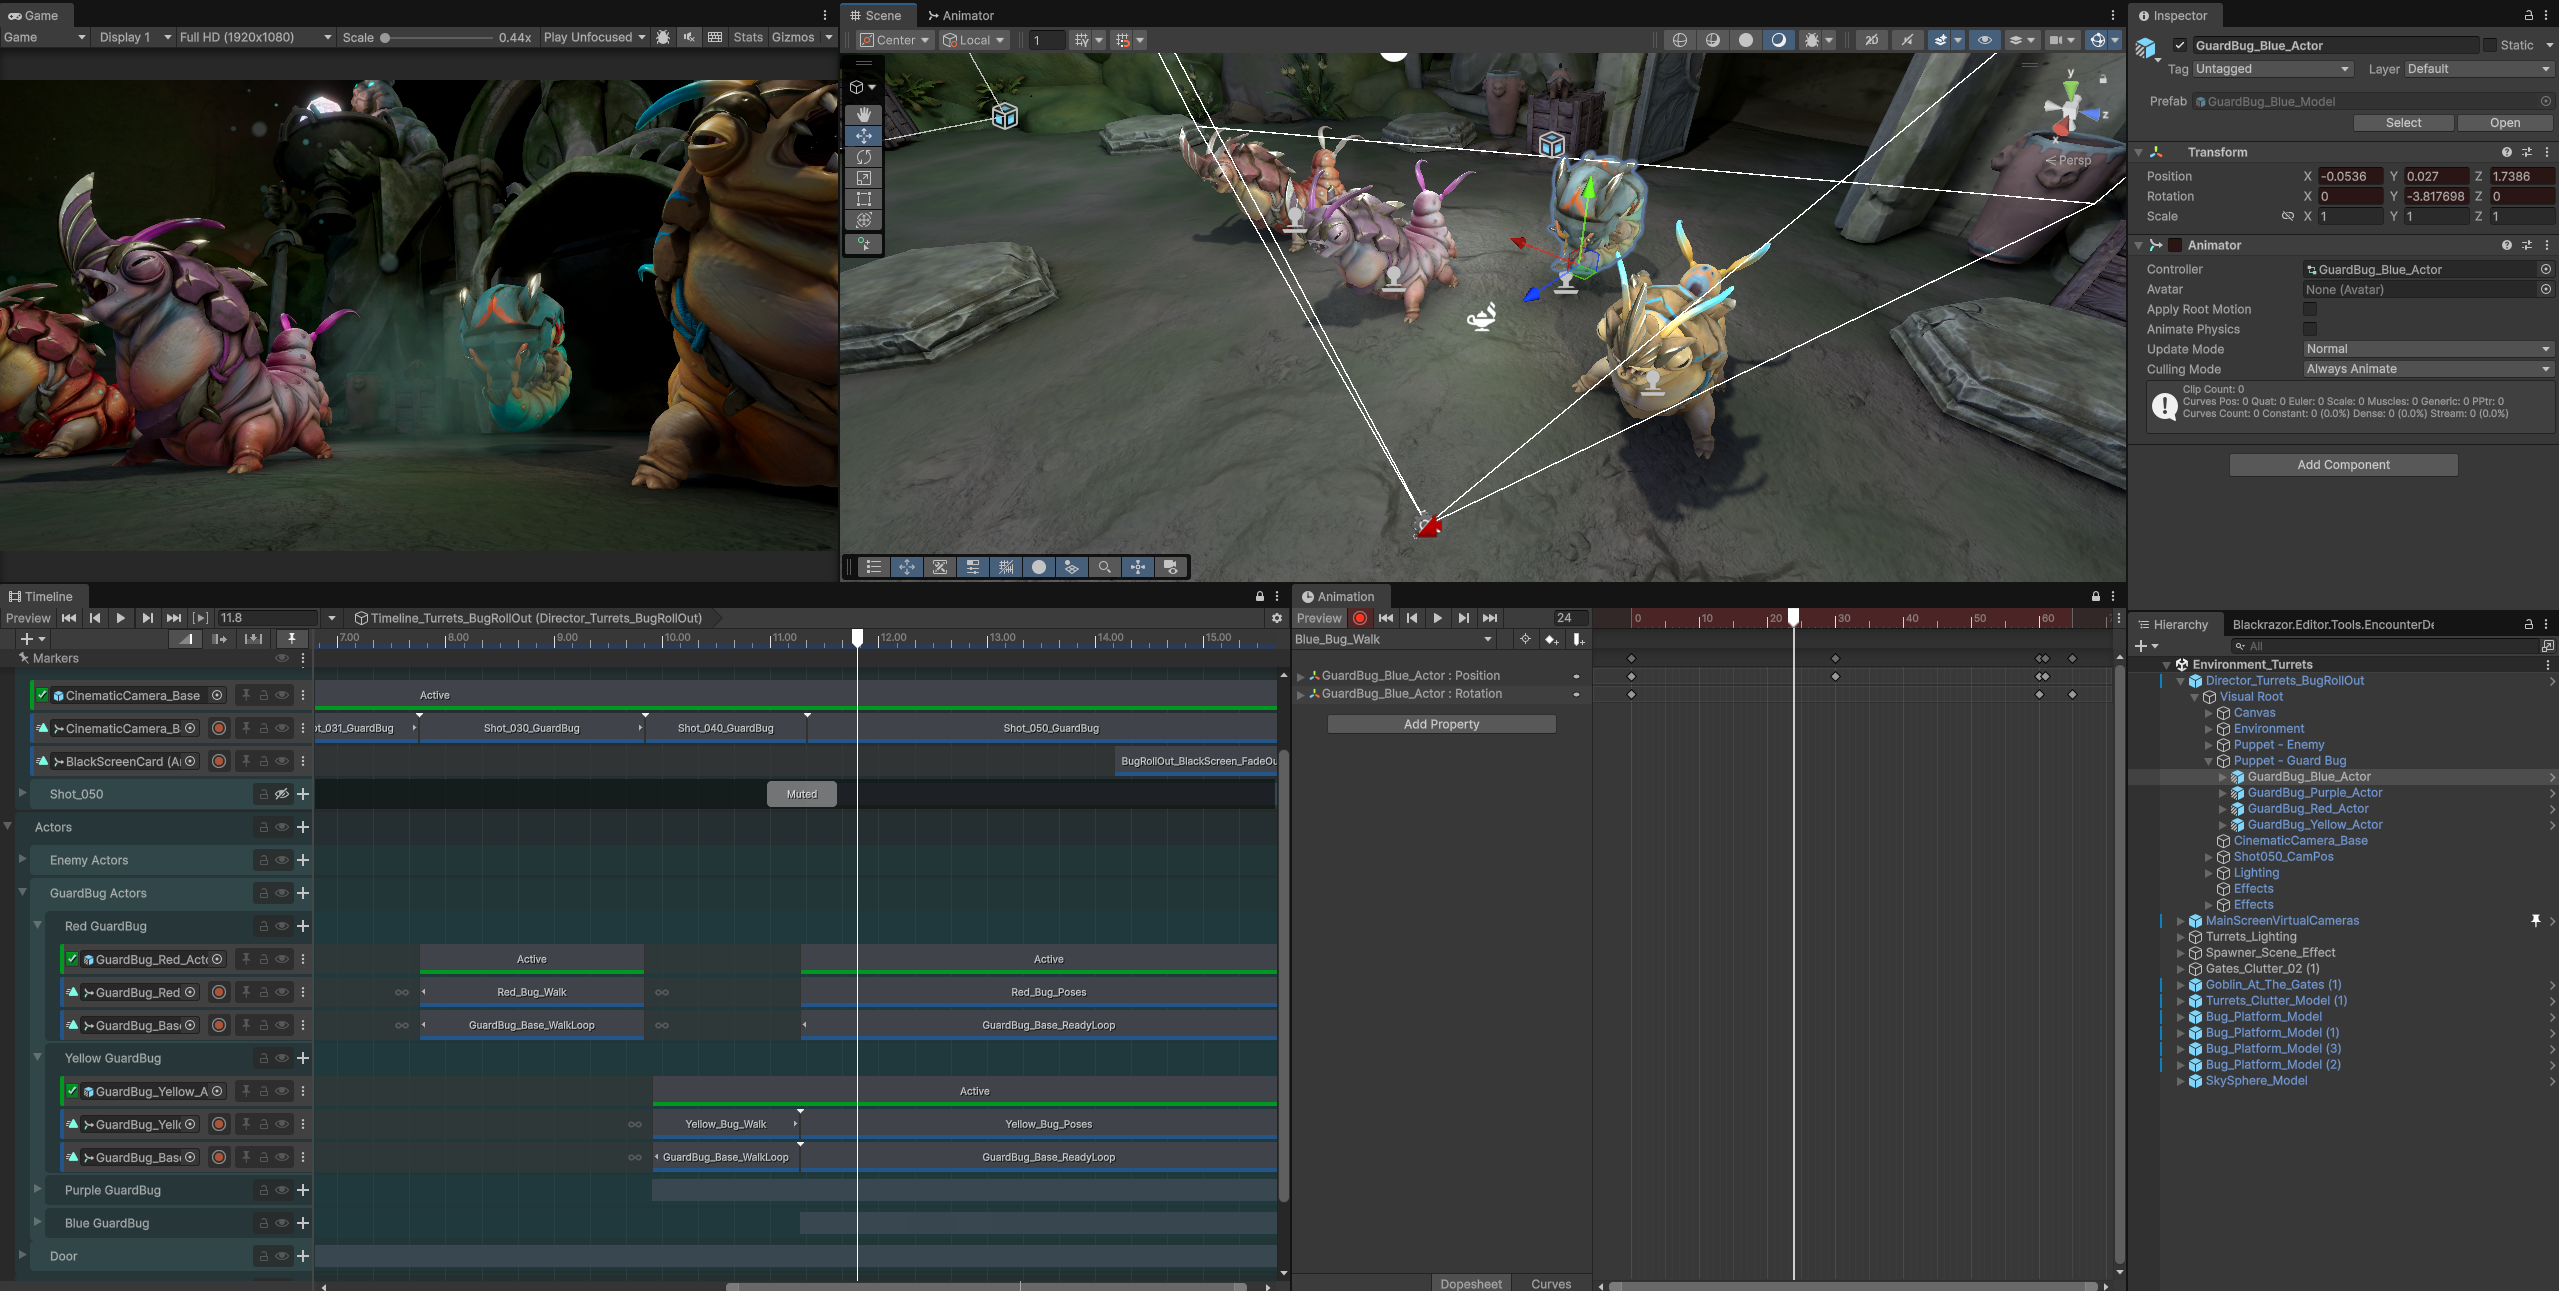 Game
Game Display 1 Full HD (1920x1080) Scale 0.44x Play Unfocused Stats Gizmos
Scene Animator
Center Local 1
y
z
x
Persp
Inspector
GuardBug_Blue_Actor Static
Tag Untagged Layer Default
Prefab GuardBug_Blue_Model
Select Open
Transform
Position X -0.0536 Y 0.027 Z 1.7386
Rotation X 0 Y -3.817698 Z 0
Scale X 1 Y 1 Z 1
Animator
Controller GuardBug_Blue_Actor
Avatar None (Avatar)
Apply Root Motion
Animate Physics
Update Mode Normal
Culling Mode Always Animate
Clip Count: 0
Curves Pos: 0 Quat: 0 Euler: 0 Scale: 0 Muscles: 0 Generic: 0 PPtr: 0
Curves Count: 0 Constant: 0 (0.0%) Dense: 0 (0.0%) Stream: 0 (0.0%)
Add Component
Timeline
Preview 11.8 Timeline_Turrets_BugRollOut (Director_Turrets_BugRollOut)
7.00 8.00 9.00 10.00 11.00 12.00 13.00 14.00 15.00
Markers
CinematicCamera_Base Active
CinematicCamera_B ot_031_GuardBug Shot_030_GuardBug Shot_040_GuardBug Shot_050_GuardBug
BlackScreenCard (A BugRollOut_BlackScreen_FadeOu
Shot_050 Muted
Actors
Enemy Actors
GuardBug Actors
Red GuardBug
GuardBug_Red_Acto Active Active
GuardBug_Red_ Red_Bug_Walk Red_Bug_Poses
GuardBug_Base GuardBug_Base_WalkLoop GuardBug_Base_ReadyLoop
Yellow GuardBug
GuardBug_Yellow_A Active
GuardBug_Yello Yellow_Bug_Walk Yellow_Bug_Poses
GuardBug_Base GuardBug_Base_WalkLoop GuardBug_Base_ReadyLoop
Purple GuardBug
Blue GuardBug
Door
Animation
Preview 24
0 10 20 30 40 50 60
Blue_Bug_Walk
GuardBug_Blue_Actor : Position
GuardBug_Blue_Actor : Rotation
Add Property
Dopesheet Curves
Hierarchy Blackrazor.Editor.Tools.EncounterDe
All
Environment_Turrets
Director_Turrets_BugRollOut
Visual Root
Canvas
Environment
Puppet - Enemy
Puppet - Guard Bug
GuardBug_Blue_Actor
GuardBug_Purple_Actor
GuardBug_Red_Actor
GuardBug_Yellow_Actor
CinematicCamera_Base
Shot050_CamPos
Lighting
Effects
Effects
MainScreenVirtualCameras
Turrets_Lighting
Spawner_Scene_Effect
Gates_Clutter_02 (1)
Goblin_At_The_Gates (1)
Turrets_Clutter_Model (1)
Bug_Platform_Model
Bug_Platform_Model (1)
Bug_Platform_Model (3)
Bug_Platform_Model (2)
SkySphere_Model